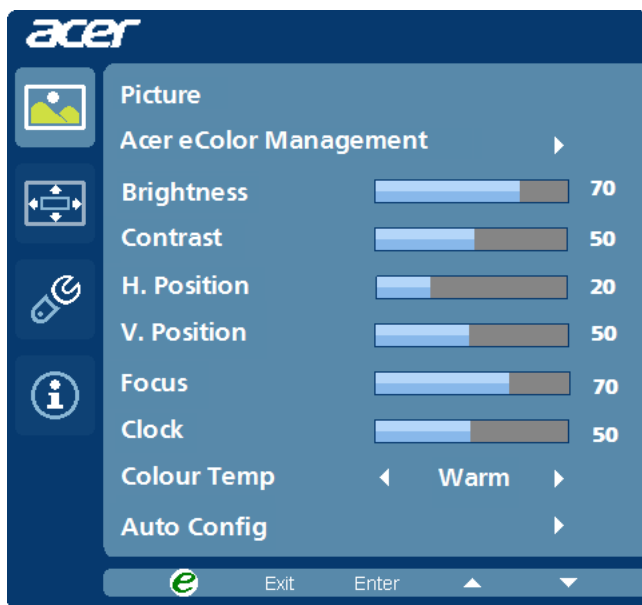 acer
Picture
Acer eColor Management
Brightness 70
Contrast 50
H. Position 20
V. Position 50
Focus 70
Clock 50
Colour Temp Warm
Auto Config
e Exit Enter